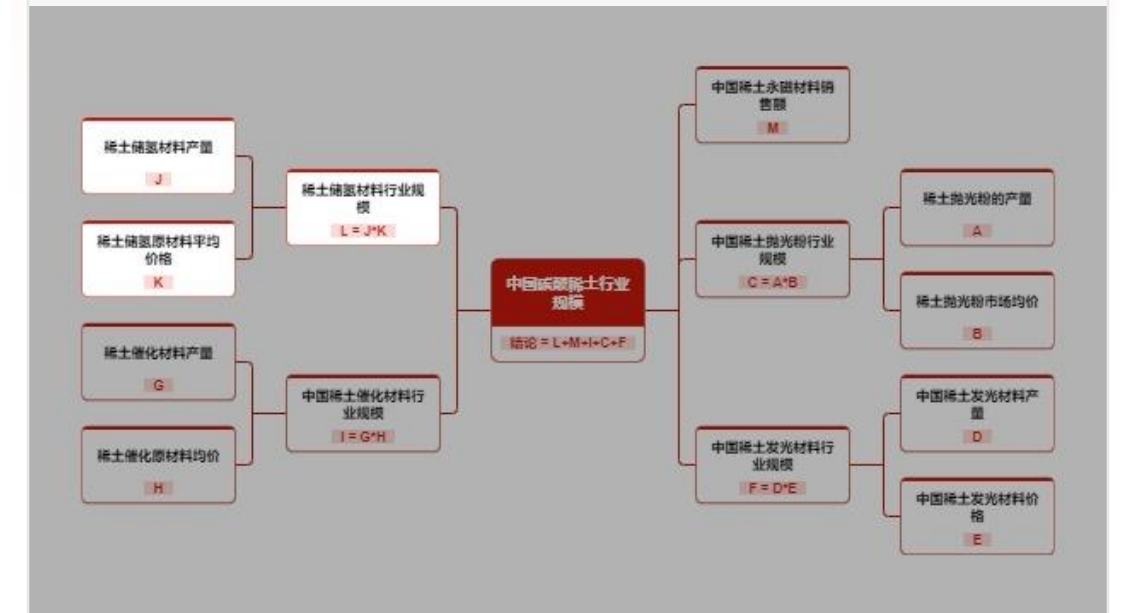 稀土储氢材料产量
J
稀土储氢原材料平均
价格
K
稀土储氢材料行业规
模
L = J*K
稀土催化材料产量
G
稀土催化原材料均价
H
中国稀土催化材料行
业规模
I = G*H
中国碳酸稀土行业
规模
结论 = L+M+I+C+F
中国稀土永磁材料销
售额
M
中国稀土抛光粉行业
规模
C = A*B
稀土抛光粉的产量
A
稀土抛光粉市场均价
B
中国稀土发光材料行
业规模
F = D*E
中国稀土发光材料产
量
D
中国稀土发光材料价
格
E